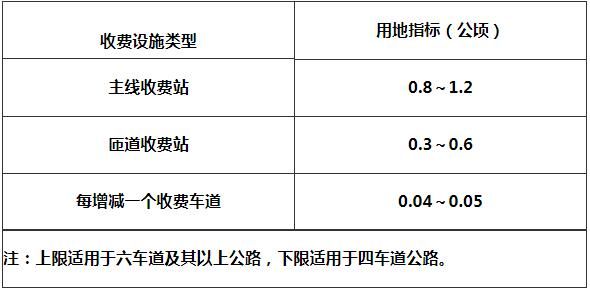 收费设施类型 用地指标（公顷）
主线收费站 0.8～1.2
匝道收费站 0.3～0.6
每增减一个收费车道 0.04～0.05
注：上限适用于六车道及其以上公路，下限适用于四车道公路。